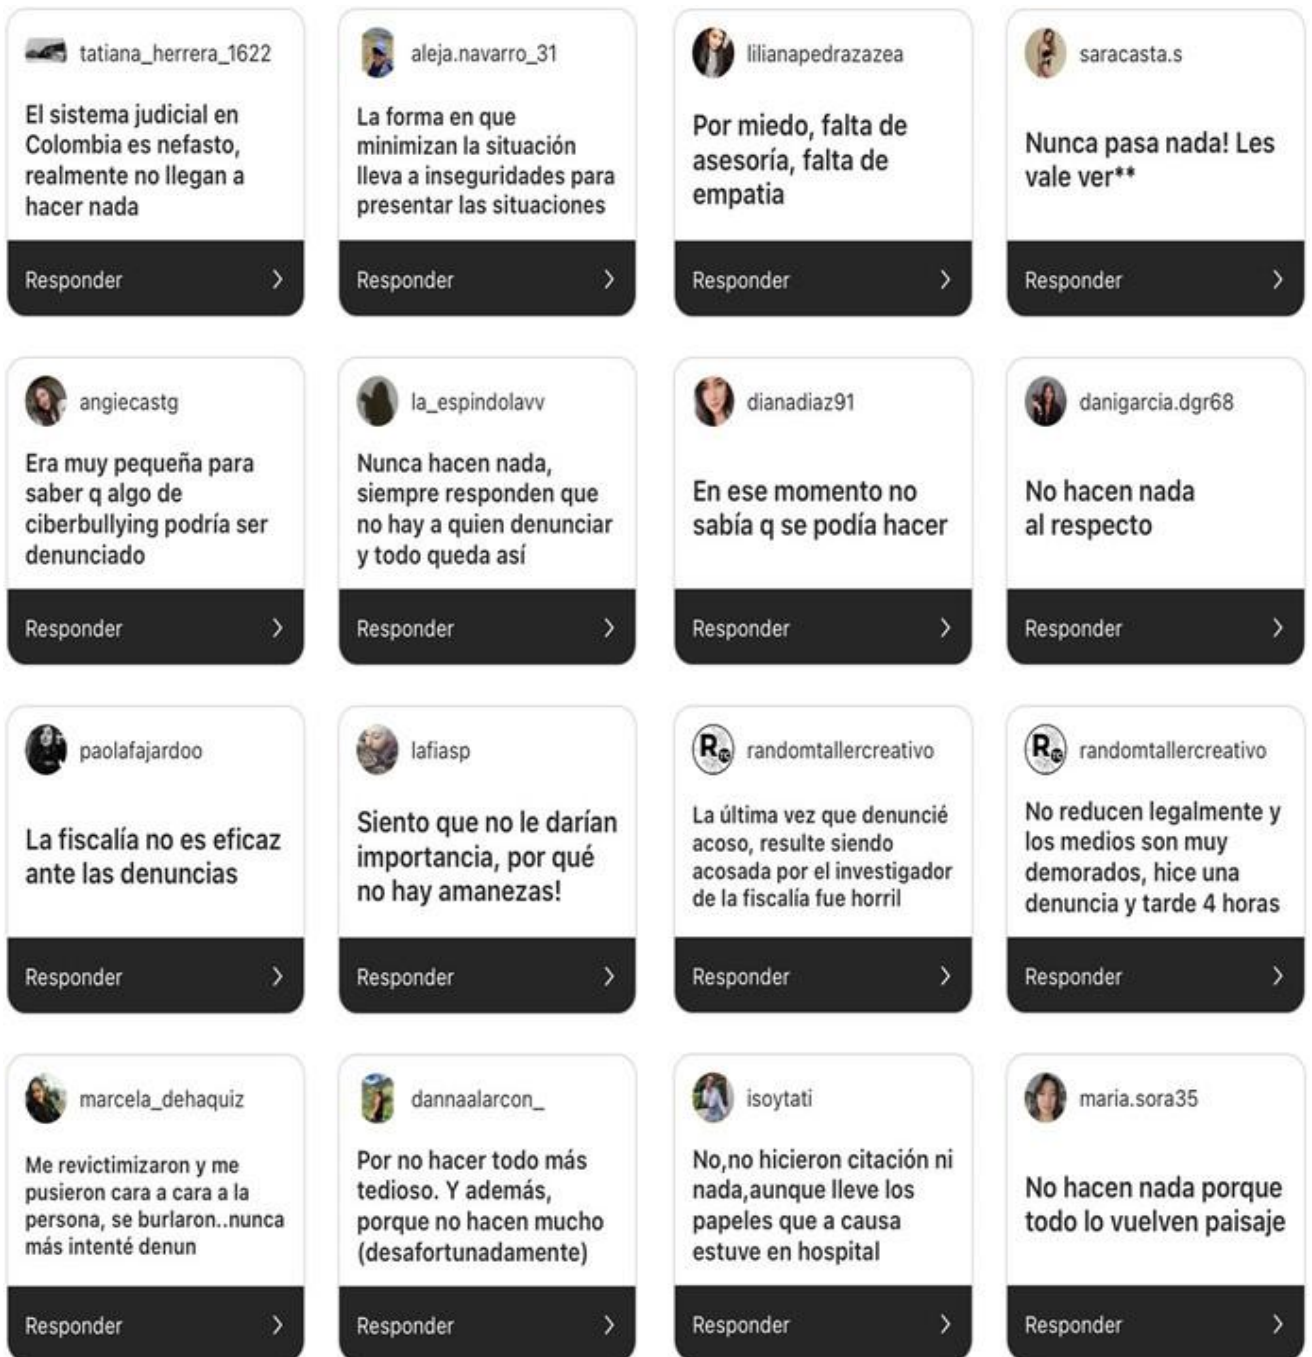 tatiana_herrera_1622
El sistema judicial en
Colombia es nefasto,
realmente no llegan a
hacer nada
Responder
aleja.navarro_31
La forma en que
minimizan la situación
lleva a inseguridades para
presentar las situaciones
Responder
lilianapedrazazea
Por miedo, falta de
asesoría, falta de
empatia
Responder
saracasta.s
Nunca pasa nada! Les
vale ver**
Responder
angiecastg
Era muy pequeña para
saber q algo de
ciberbullying podría ser
denunciado
Responder
la_espindolavv
Nunca hacen nada,
siempre responden que
no hay a quien denunciar
y todo queda así
Responder
dianadiaz91
En ese momento no
sabía q se podía hacer
Responder
danigarcia.dgr68
No hacen nada
al respecto
Responder
paolafajardoo
La fiscalía no es eficaz
ante las denuncias
Responder
lafiasp
Siento que no le darían
importancia, por qué
no hay amanezas!
Responder
R TC
randomtallercreativo
La última vez que denuncié
acoso, resulte siendo
acosada por el investigador
de la fiscalía fue horril
Responder
R TC
randomtallercreativo
No reducen legalmente y
los medios son muy
demorados, hice una
denuncia y tarde 4 horas
Responder
marcela_dehaquiz
Me revictimizaron y me
pusieron cara a cara a la
persona, se burlaron..nunca
más intenté denun
Responder
dannaalarcon_
Por no hacer todo más
tedioso. Y además,
porque no hacen mucho
(desafortunadamente)
Responder
isoytati
No,no hicieron citación ni
nada,aunque lleve los
papeles que a causa
estuve en hospital
Responder
maria.sora35
No hacen nada porque
todo lo vuelven paisaje
Responder